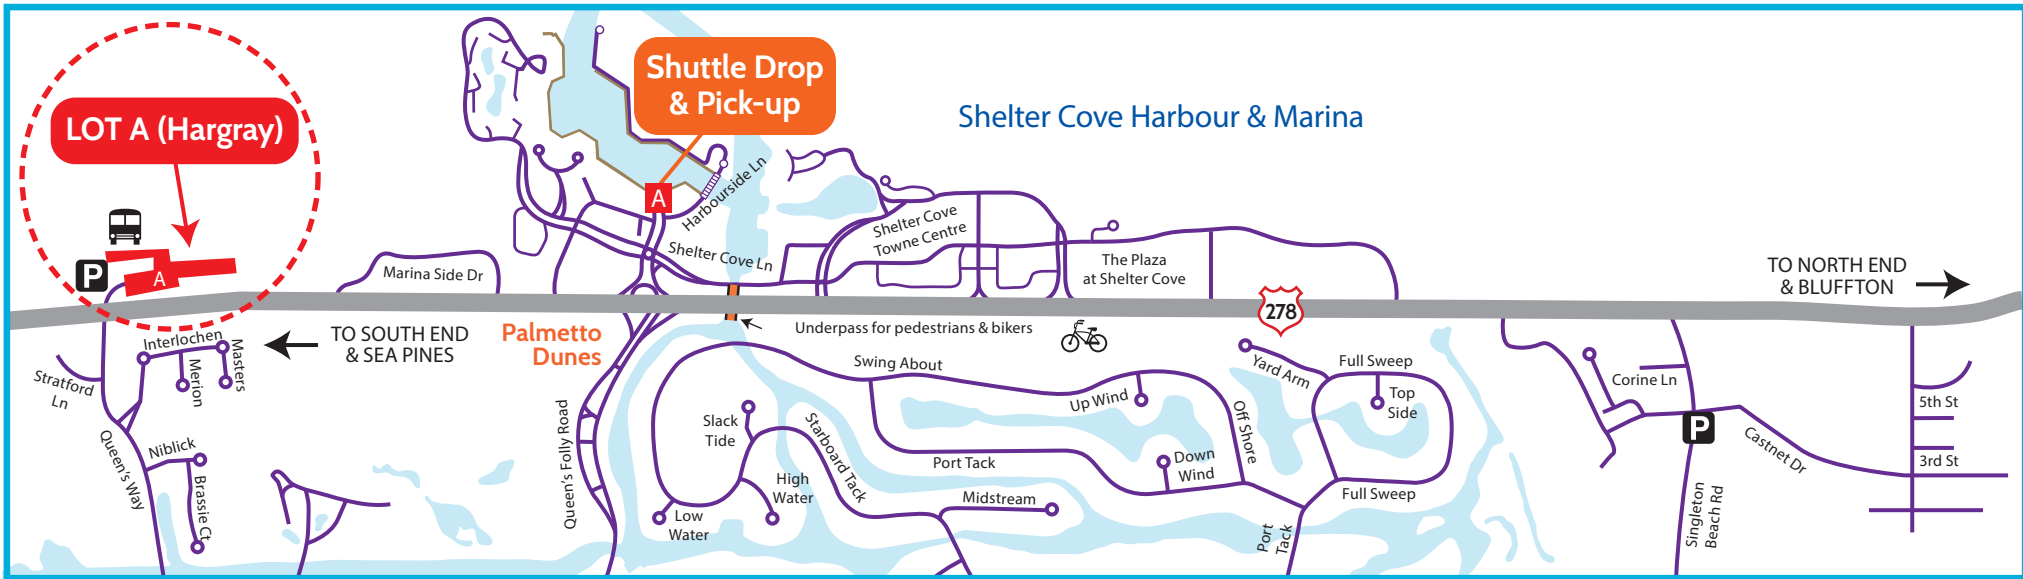 Shuttle Drop
& Pick-up
LOT A (Hargray)
Shelter Cove Harbour & Marina
A
Harbourside Ln
P
A
Shelter Cove
Towne Centre
Shelter Cove Ln
Marina Side Dr
The Plaza
at Shelter Cove
TO NORTH END
& BLUFFTON
278
TO SOUTH END
& SEA PINES
Palmetto
Dunes
Underpass for pedestrians & bikers
Interlochen
Merion
Masters
Stratford
Ln
Queen's Way
Niblick
Brassie Ct
Queen's Folly Road
Swing About
Slack
Tide
Starboard Tack
High
Water
Low
Water
Up Wind
Port Tack
Midstream
Down
Wind
Off Shore
Yard Arm
Full Sweep
Top
Side
Full Sweep
Port
Tack
Corine Ln
P
Castnet Dr
Singleton
Beach Rd
5th St
3rd St